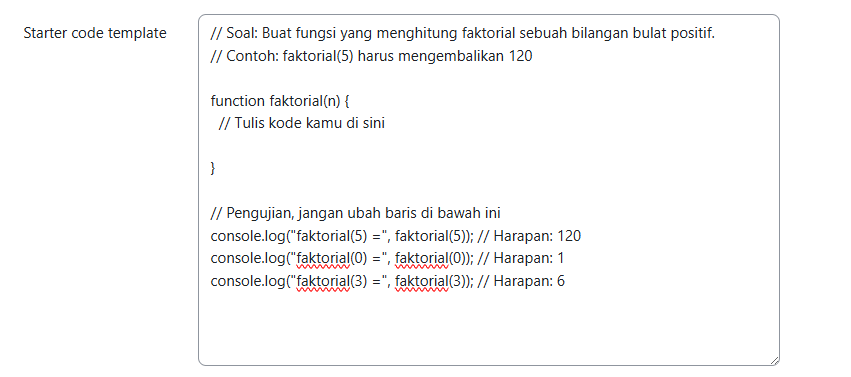 Starter code template
// Soal: Buat fungsi yang menghitung faktorial sebuah bilangan bulat positif.
// Contoh: faktorial(5) harus mengembalikan 120
function faktorial(n) {
// Tulis kode kamu di sini
}
// Pengujian, jangan ubah baris di bawah ini
console.log("faktorial(5) =", faktorial(5)); // Harapan: 120
console.log("faktorial(0) =", faktorial(0)); // Harapan: 1
console.log("faktorial(3) =", faktorial(3)); // Harapan: 6